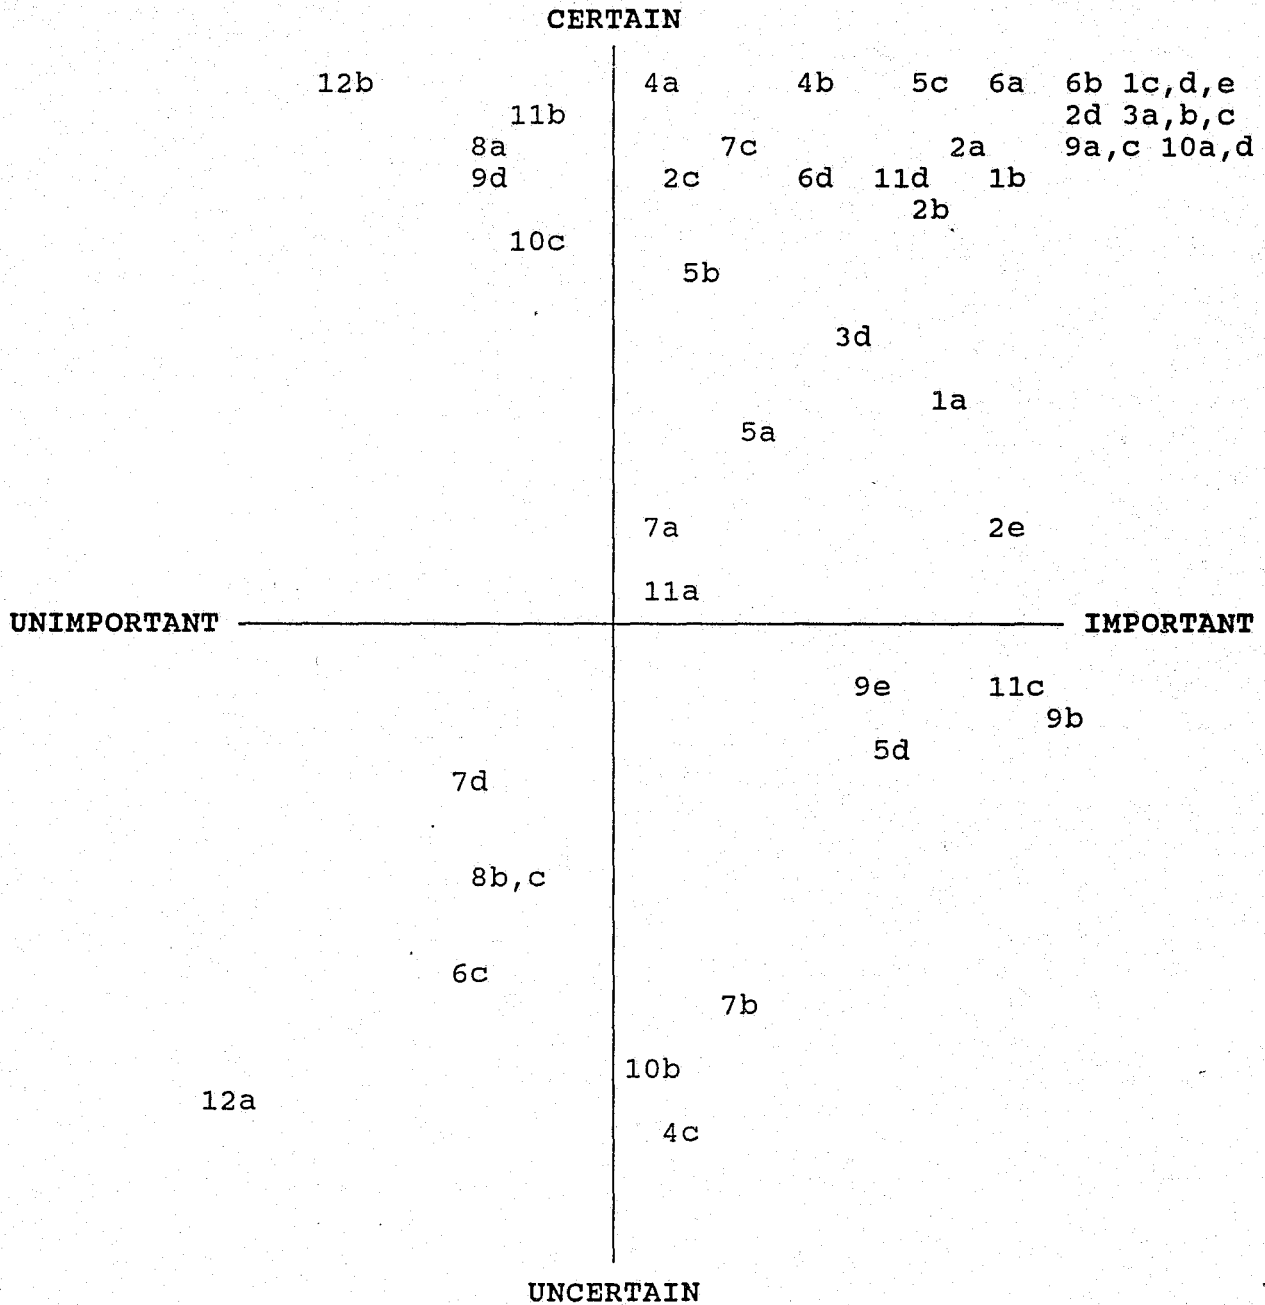 CERTAIN
12b 4a 4b 5c 6a 6b 1c,d,e
11b 2d 3a,b,c
8a 7c 2a 9a,c 10a,d
9d 2c 6d 11d 1b
2b
10c
5b
3d
1a
5a
7a 2e
11a
UNIMPORTANT IMPORTANT
9e 11c
9b
5d
7d
8b,c
6c
7b
10b
12a
4c
UNCERTAIN